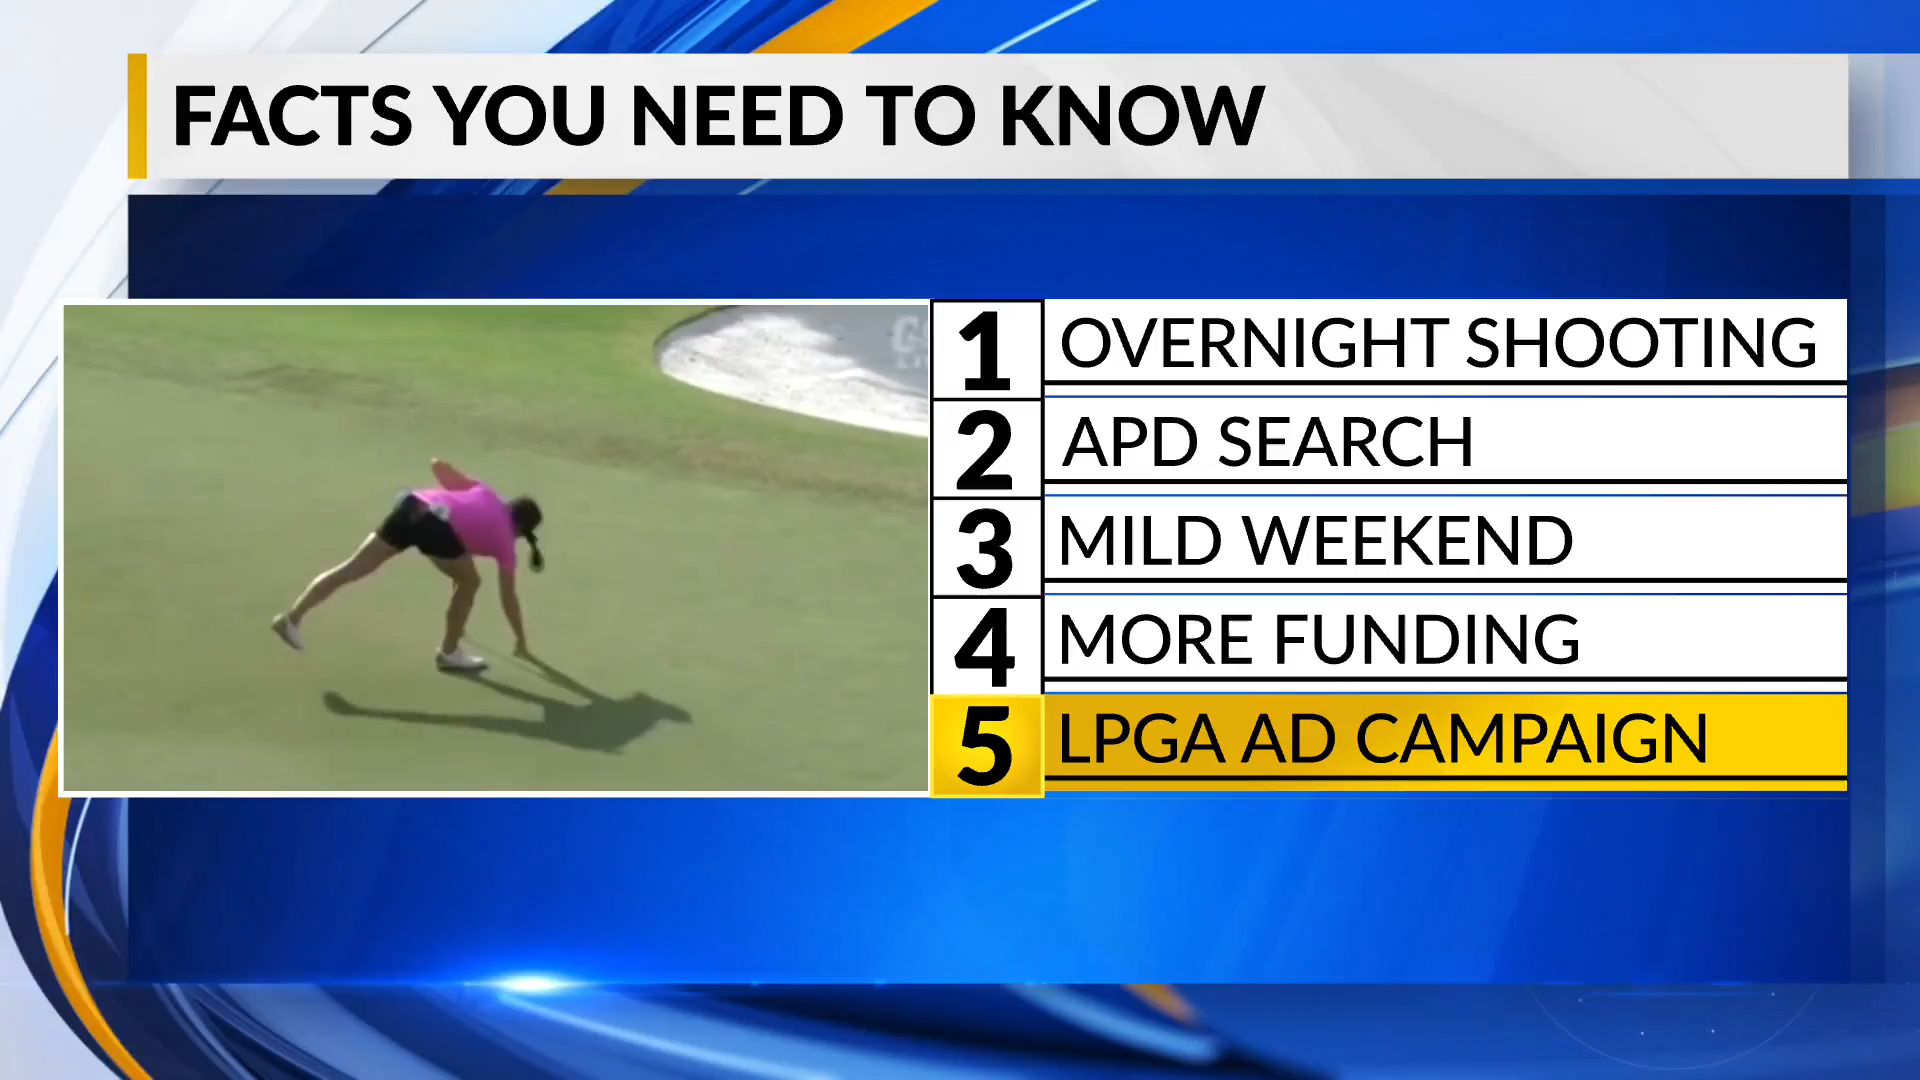 FACTS YOU NEED TO KNOW
1 OVERNIGHT SHOOTING
2 APD SEARCH
3 MILD WEEKEND
4 MORE FUNDING
5 LPGA AD CAMPAIGN